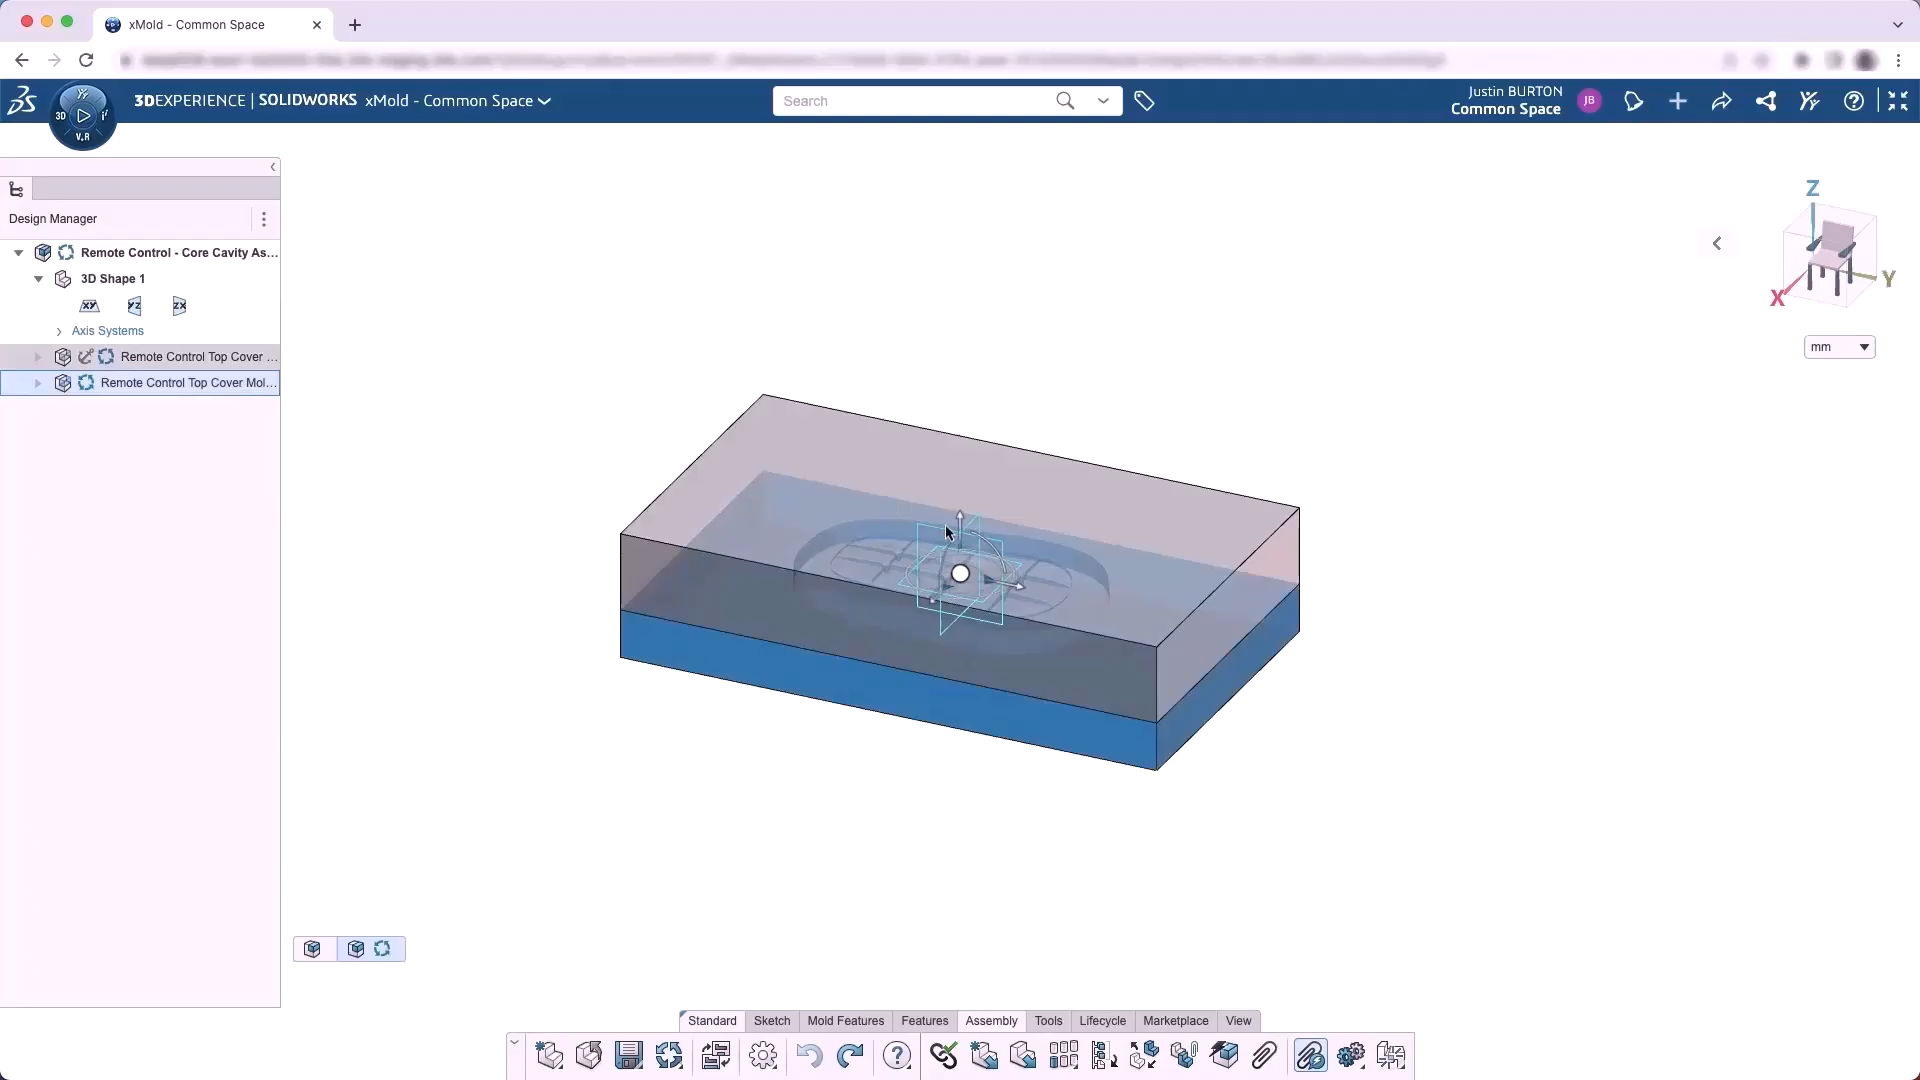 xMold - Common Space
3DEXPERIENCE | SOLIDWORKS xMold - Common Space
Search
Justin BURTON
Common Space
JB
3D
V.R
Design Manager
Remote Control - Core Cavity As...
3D Shape 1
XY YZ ZX
Axis Systems
Remote Control Top Cover ...
Remote Control Top Cover Mol...
Z
Y
X
mm
Standard Sketch Mold Features Features Assembly Tools Lifecycle Marketplace View